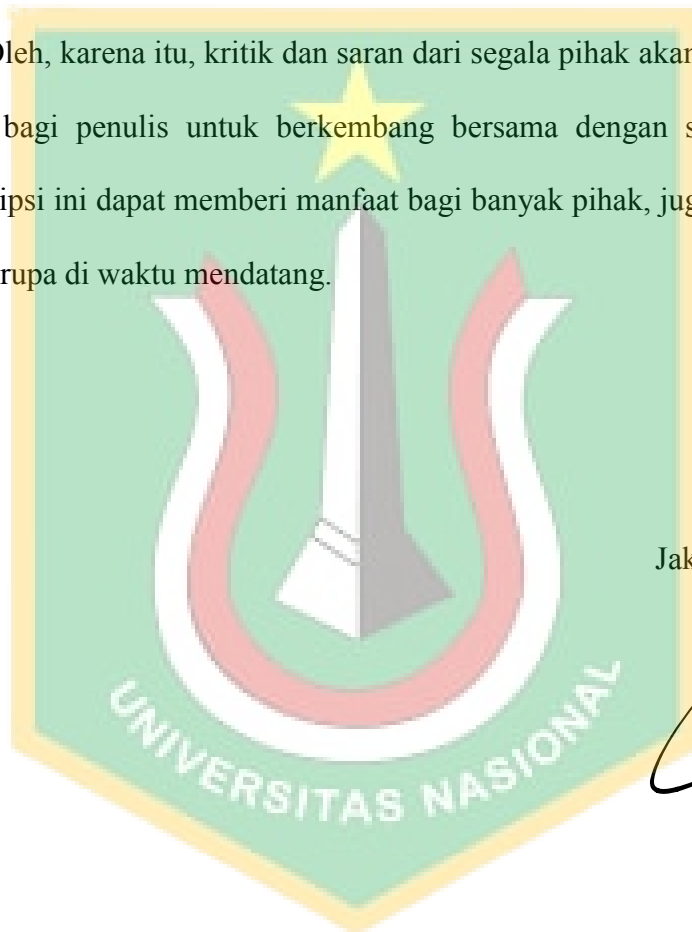 Oleh, karena itu, kritik dan saran dari segala pihak akan
bagi penulis untuk berkembang bersama dengan s
ipsi ini dapat memberi manfaat bagi banyak pihak, jug
rupa di waktu mendatang.
Jak
UNIVERSITAS NASIONAL